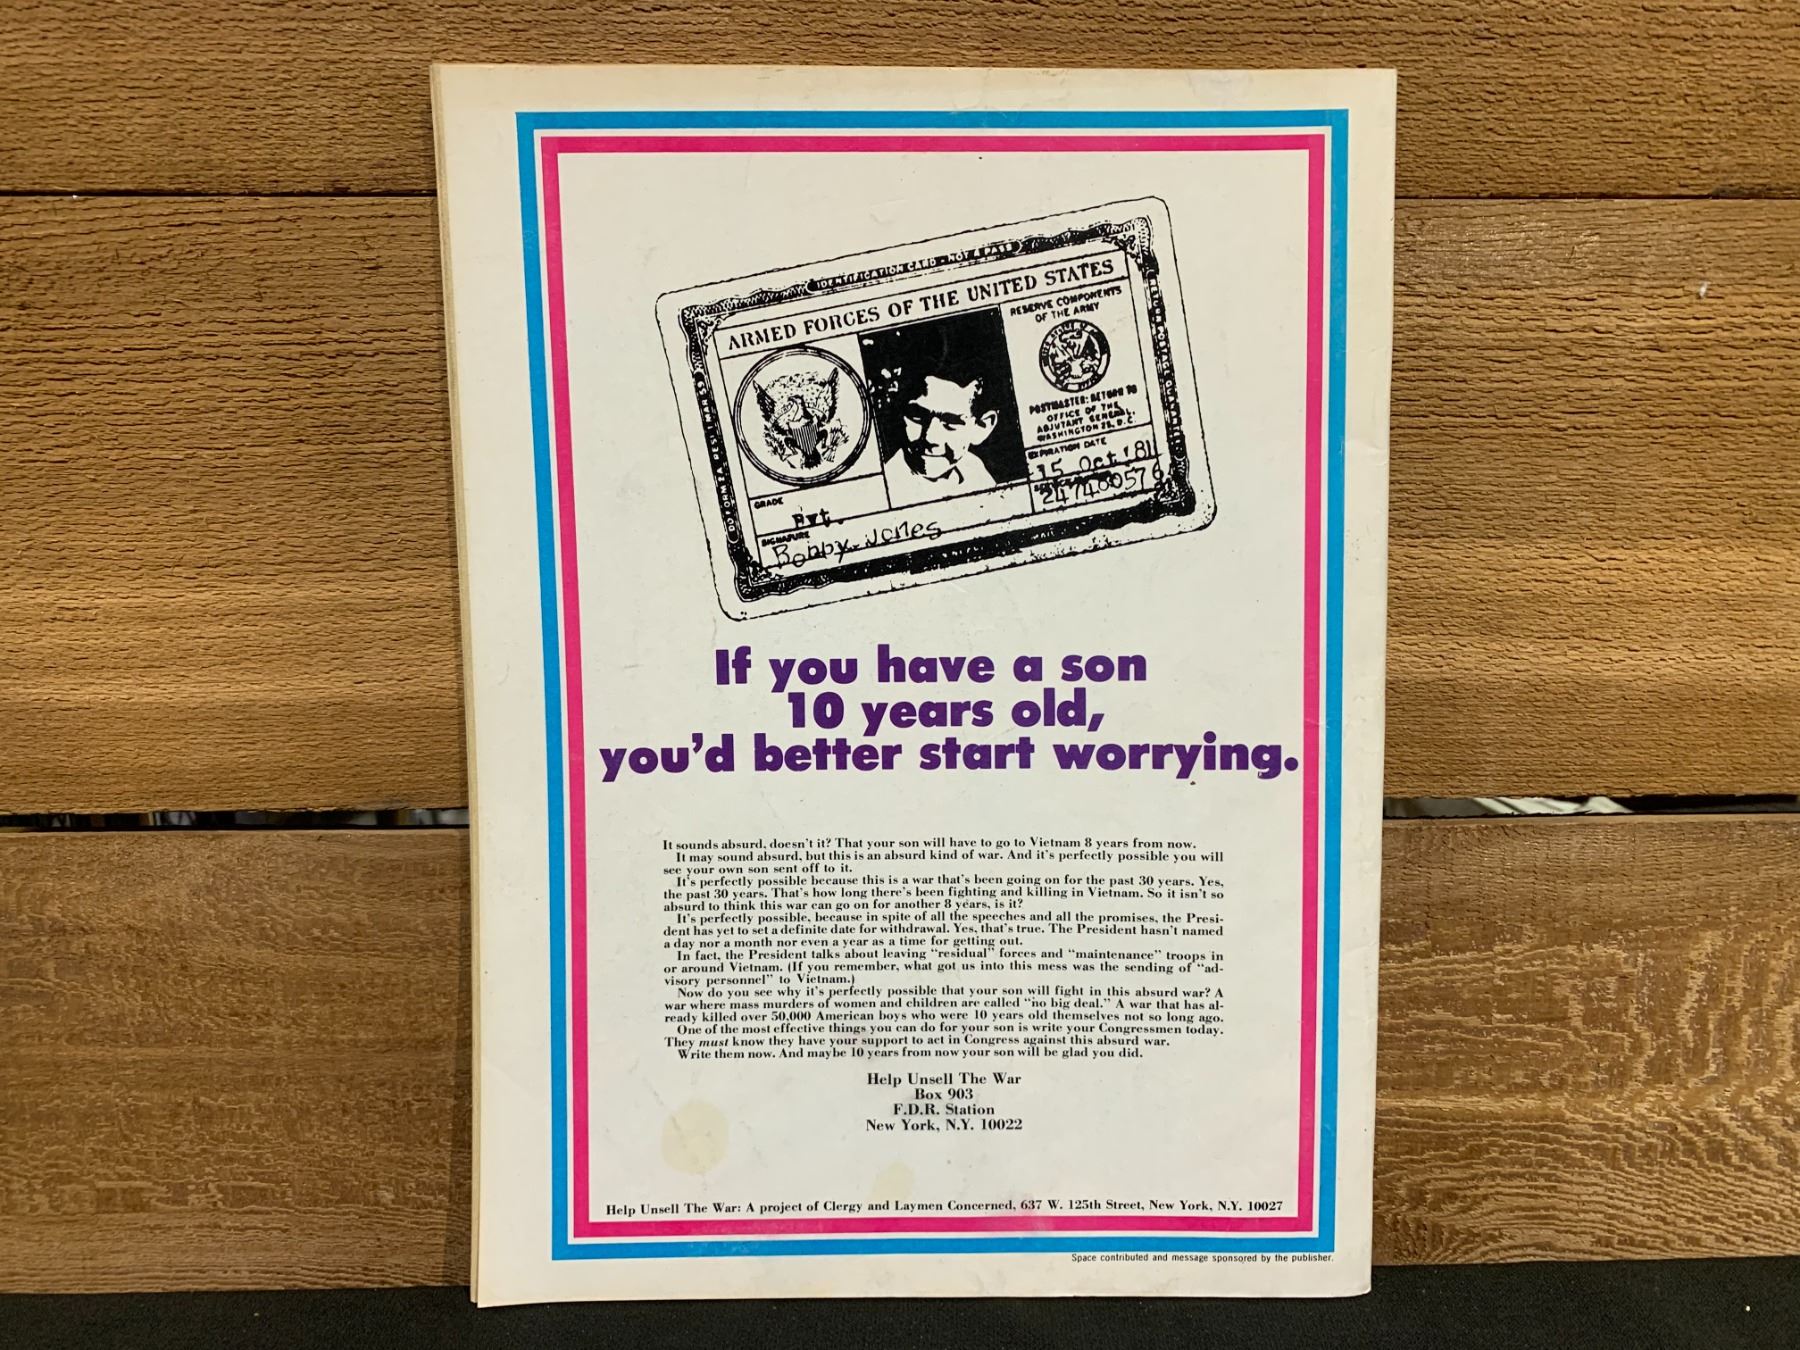 IDENTIFICATION CARD - NOT A PASS
ARMED FORCES OF THE UNITED STATES
RESERVE COMPONENTS
OF THE ARMY
POSTMASTER: RETURN TO
OFFICE OF THE
ADJUTANT GENERAL,
WASHINGTON 25, D.C.
EXPIRATION DATE
15 Oct '81
247400576
GRADE
Pvt.
SIGNATURE
Bobby Jones
If you have a son
10 years old,
you'd better start worrying.
It sounds absurd, doesn't it? That your son will have to go to Vietnam 8 years from now.
It may sound absurd, but this is an absurd kind of war. And it's perfectly possible you will
see your own son sent off to it.
It's perfectly possible because this is a war that's been going on for the past 30 years. Yes,
the past 30 years. That's how long there's been fighting and killing in Vietnam. So it isn't so
absurd to think this war can go on for another 8 years, is it?
It's perfectly possible, because in spite of all the speeches and all the promises, the Presi-
dent has yet to set a definite date for withdrawal. Yes, that's true. The President hasn't named
a day nor a month nor even a year as a time for getting out.
In fact, the President talks about leaving "residual" forces and "maintenance" troops in
or around Vietnam. (If you remember, what got us into this mess was the sending of "ad-
visory personnel" to Vietnam.)
Now do you see why it's perfectly possible that your son will fight in this absurd war? A
war where mass murders of women and children are called "no big deal." A war that has al-
ready killed over 50,000 American boys who were 10 years old themselves not so long ago.
One of the most effective things you can do for your son is write your Congressmen today.
They must know they have your support to act in Congress against this absurd war.
Write them now. And maybe 10 years from now your son will be glad you did.
Help Unsell The War
Box 903
F.D.R. Station
New York, N.Y. 10022
Help Unsell The War: A project of Clergy and Laymen Concerned, 637 W. 125th Street, New York, N.Y. 10027
Space contributed and message sponsored by the publisher.